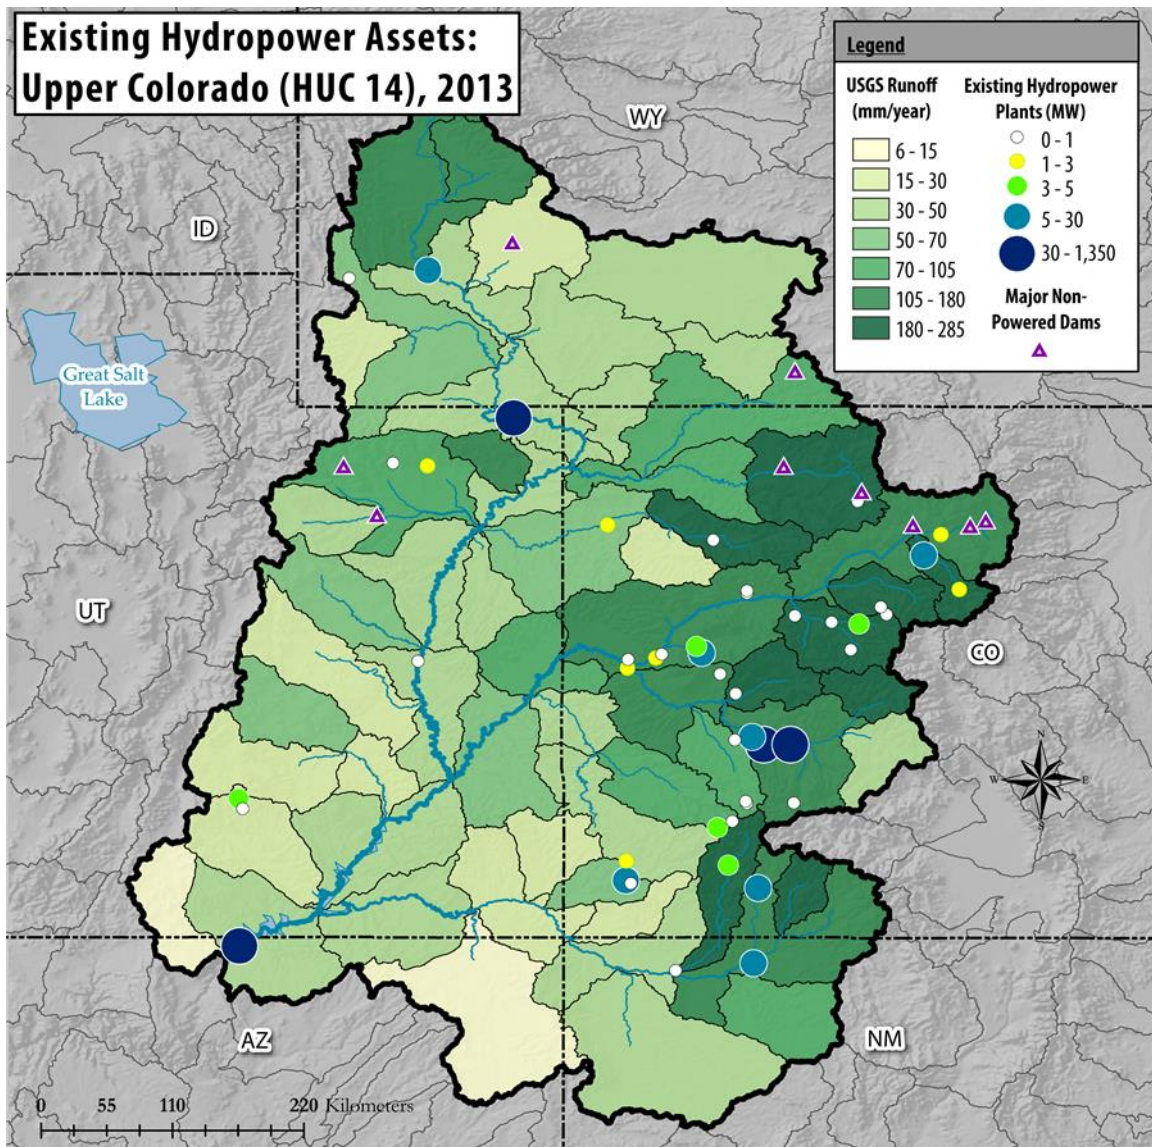 Existing Hydropower Assets:
Upper Colorado (HUC 14), 2013
Legend
USGS Runoff
(mm/year)
6 - 15
15 - 30
30 - 50
50 - 70
70 - 105
105 - 180
180 - 285
Existing Hydropower
Plants (MW)
0 - 1
1 - 3
3 - 5
5 - 30
30 - 1,350
Major Non-
Powered Dams
WY
ID
Great Salt
Lake
UT
CO
N
W
E
S
AZ
NM
0 55 110 220 Kilometers